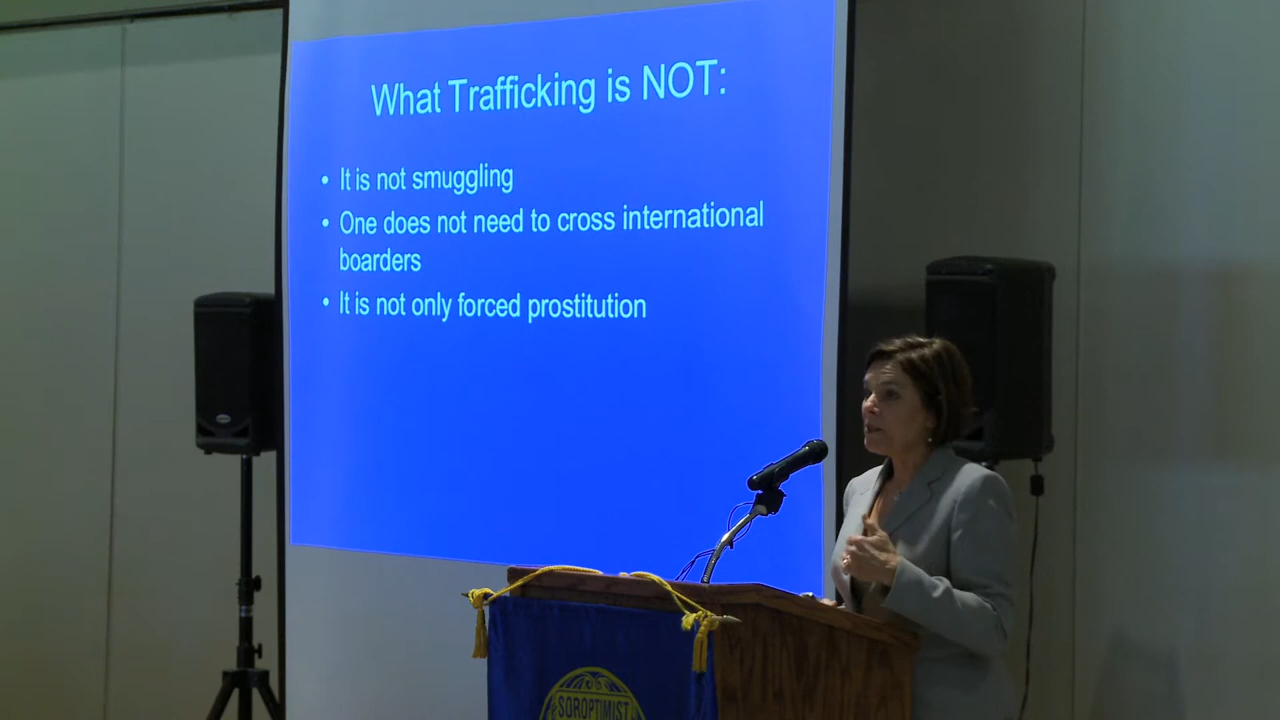 What Trafficking is NOT:
• It is not smuggling
• One does not need to cross international
boarders
• It is not only forced prostitution
SOROPTIMIST